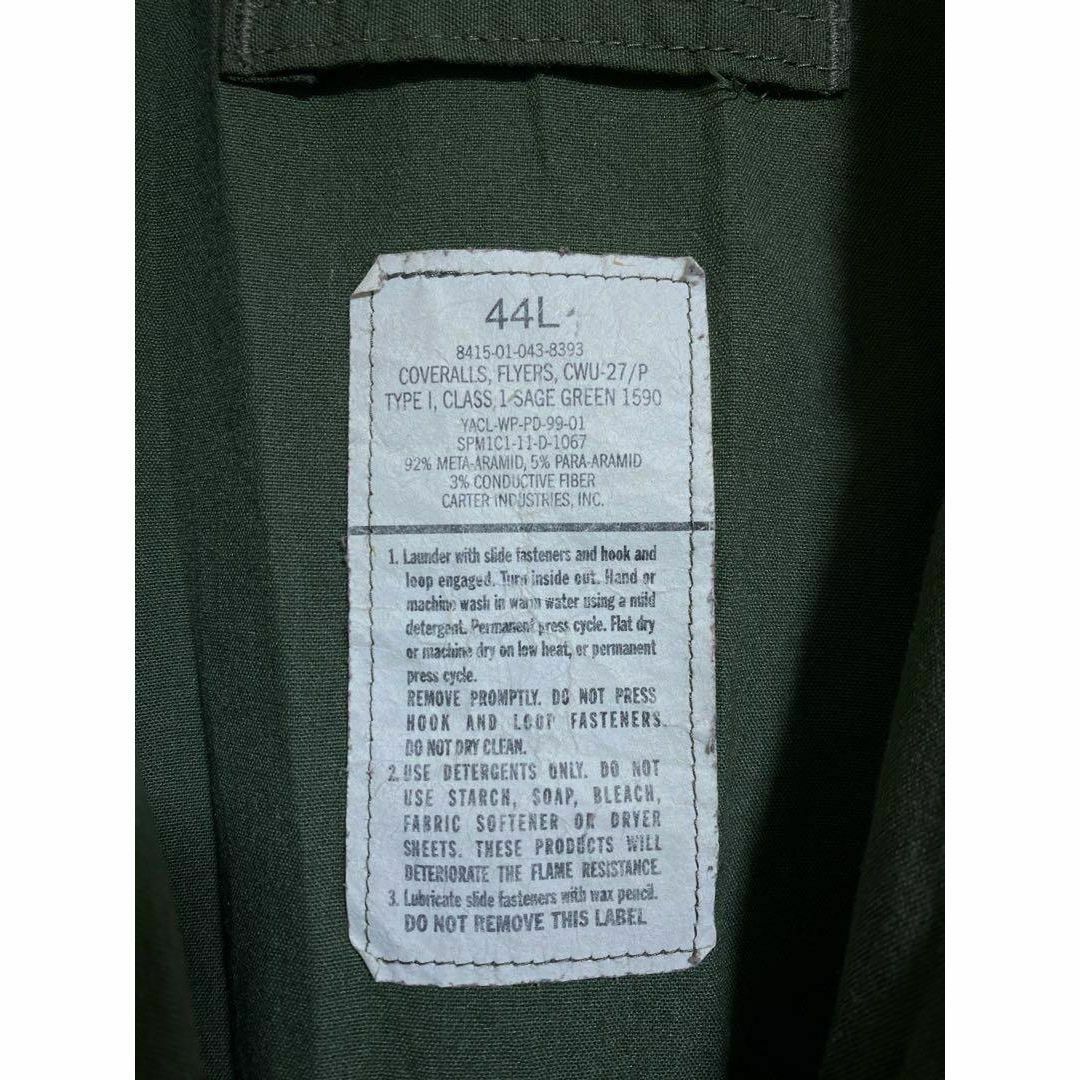 44L
8415-01-043-8393
COVERALLS, FLYERS, CWU-27/P
TYPE I, CLASS 1 SAGE GREEN 1590
YACL-WP-PD-99-01
SPM1C1-11-D-1067
92% META-ARAMID, 5% PARA-ARAMID
3% CONDUCTIVE FIBER
CARTER INDUSTRIES, INC.
1. Launder with slide fasteners and hook and
loop engaged. Turn inside out. Hand or
machine wash in warm water using a mild
detergent. Permanent press cycle. Flat dry
or machine dry on low heat, or permanent
press cycle.
REMOVE PROMPTLY. DO NOT PRESS
HOOK AND LOOP FASTENERS.
DO NOT DRY CLEAN.
2. USE DETERGENTS ONLY. DO NOT
USE STARCH, SOAP, BLEACH,
FABRIC SOFTENER OR DRYER
SHEETS. THESE PRODUCTS WILL
DETERIORATE THE FLAME RESISTANCE.
3. Lubricate slide fasteners with wax pencil.
DO NOT REMOVE THIS LABEL